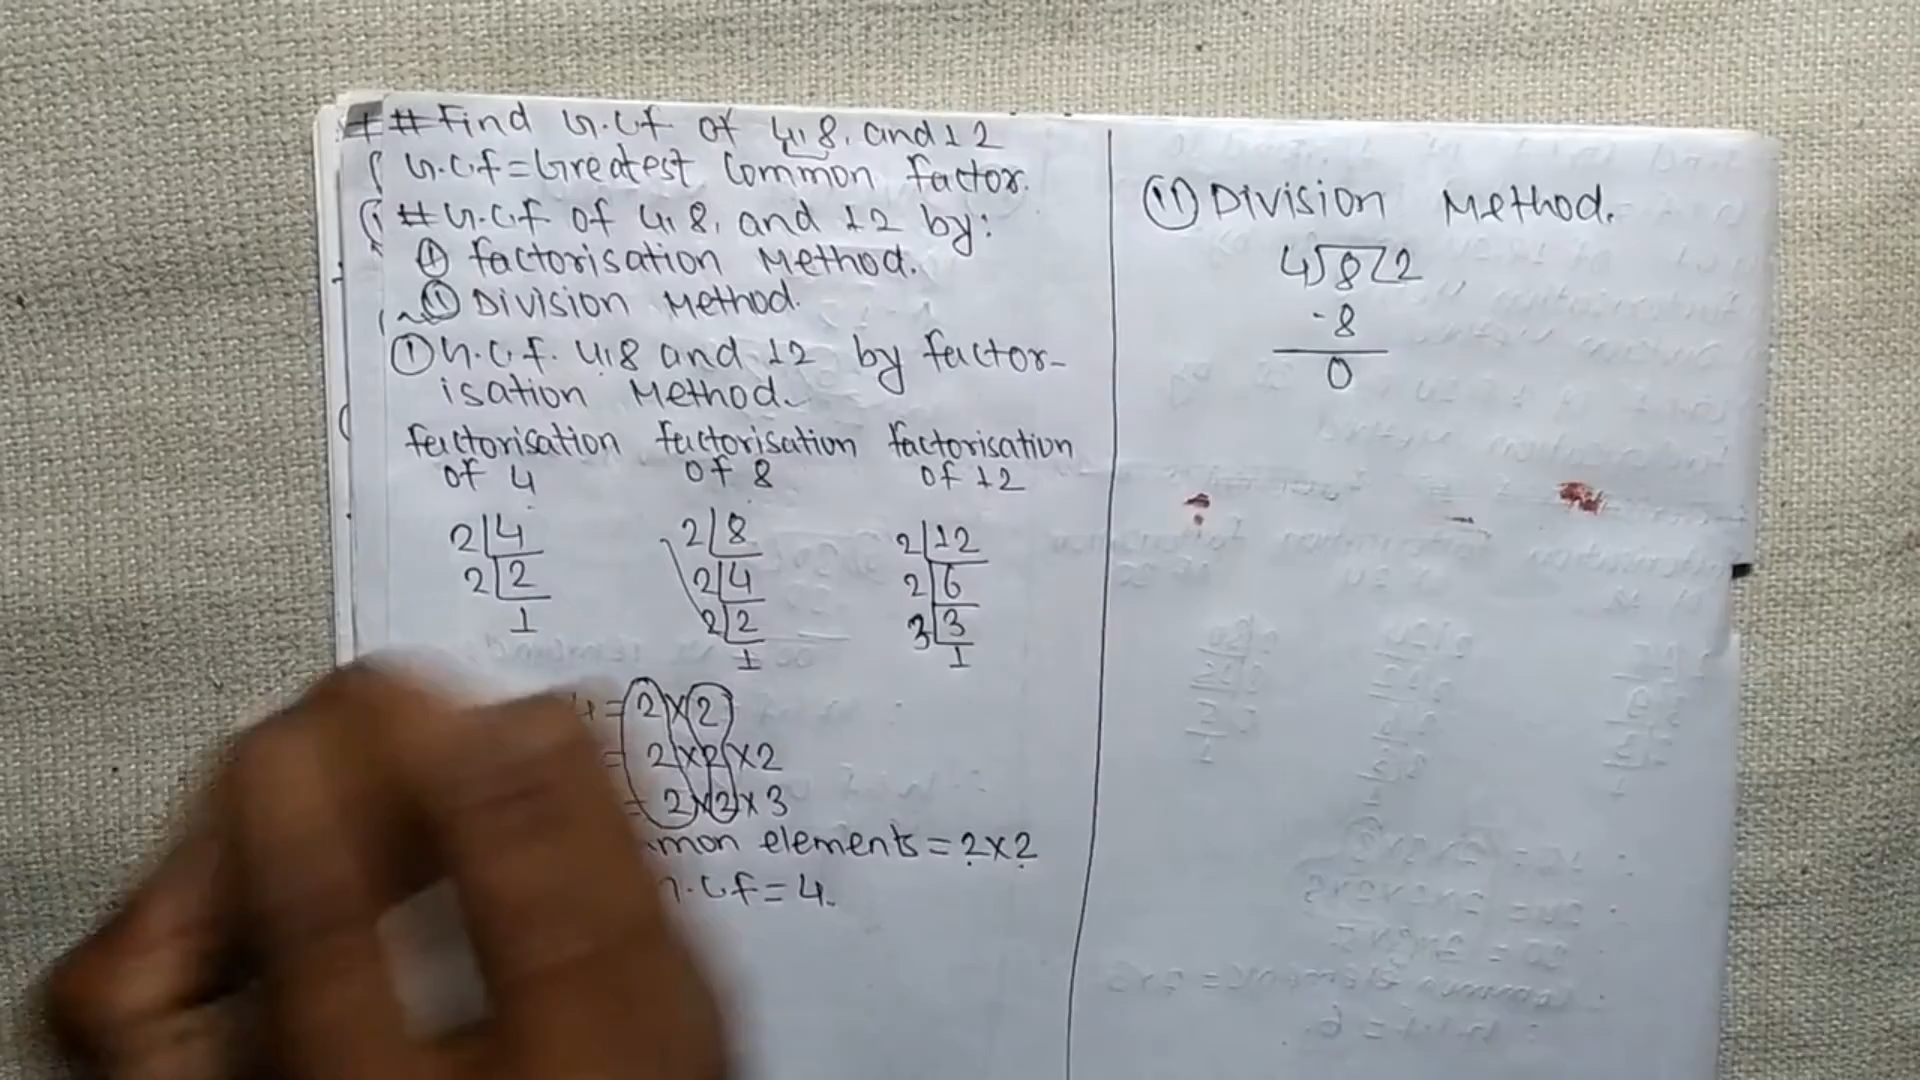 # Find G.C.F of 4, 8, and 12
G.C.F = Greatest Common factor.
# G.C.F of 4, 8, and 12 by:
(I) factorisation Method.
(II) Division Method.
(I) G.C.F. 4, 8 and 12 by factor-
isation Method.
factorisation factorisation factorisation
of 4 of 8 of 12
2|4 2|8 2|12
2|2 2|4 2|6
1 2|2 3|3
1 1
4 = 2×2
= 2×2×2
= 2×2×3
mon elements = 2×2
G.C.F = 4.
(II) Division Method.
4)8(2
-8
0